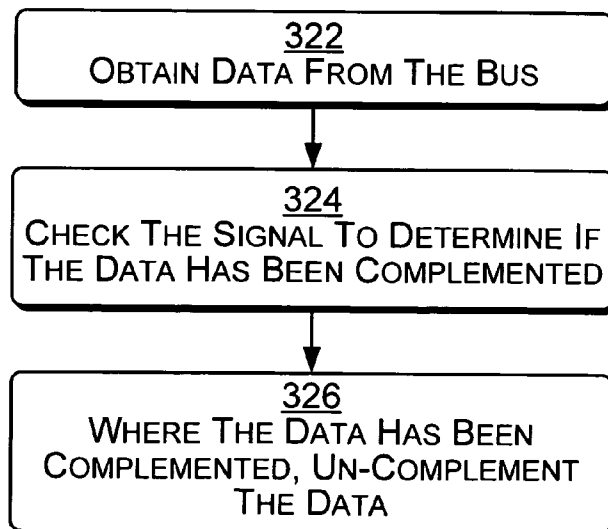 322
OBTAIN DATA FROM THE BUS
324
CHECK THE SIGNAL TO DETERMINE IF
THE DATA HAS BEEN COMPLEMENTED
326
WHERE THE DATA HAS BEEN
COMPLEMENTED, UN-COMPLEMENT
THE DATA